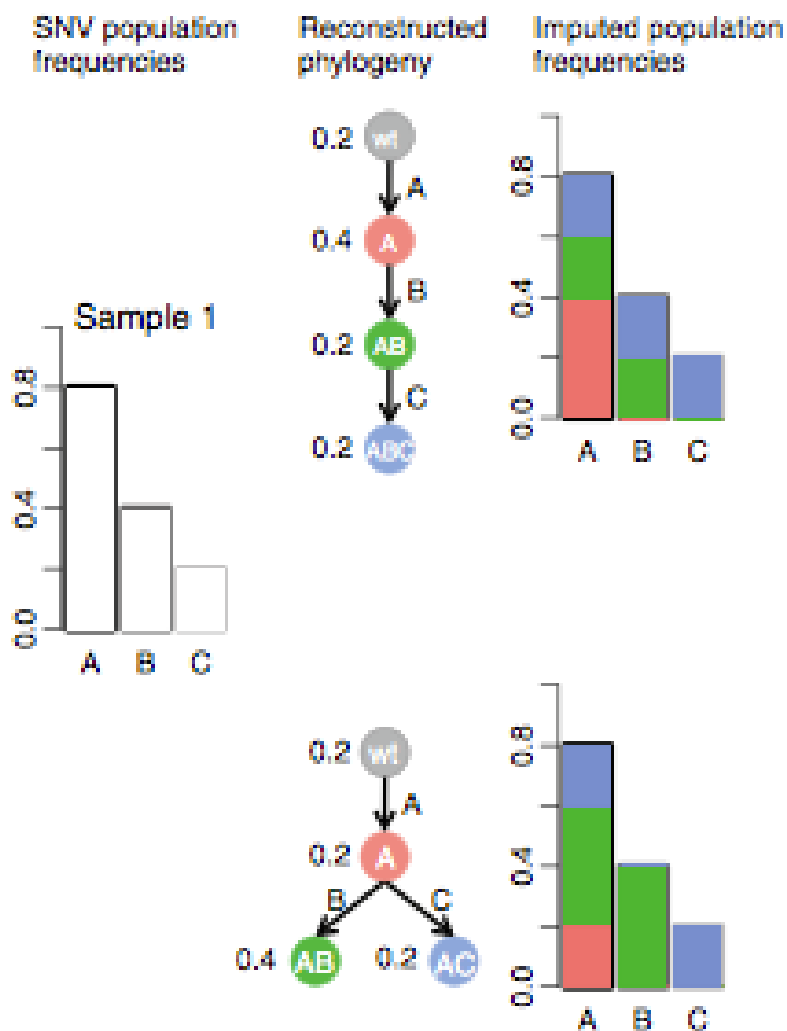 SNV population
frequencies
Reconstructed
phylogeny
Imputed population
frequencies
Sample 1
0.8
0.4
0.0
A B C
0.2 wt
A
0.4 A
B
0.2 AB
C
0.2 ABC
0.8
0.4
0.0
A B C
0.2 wt
A
0.2 A
B C
0.4 AB 0.2 AC
0.8
0.4
0.0
A B C